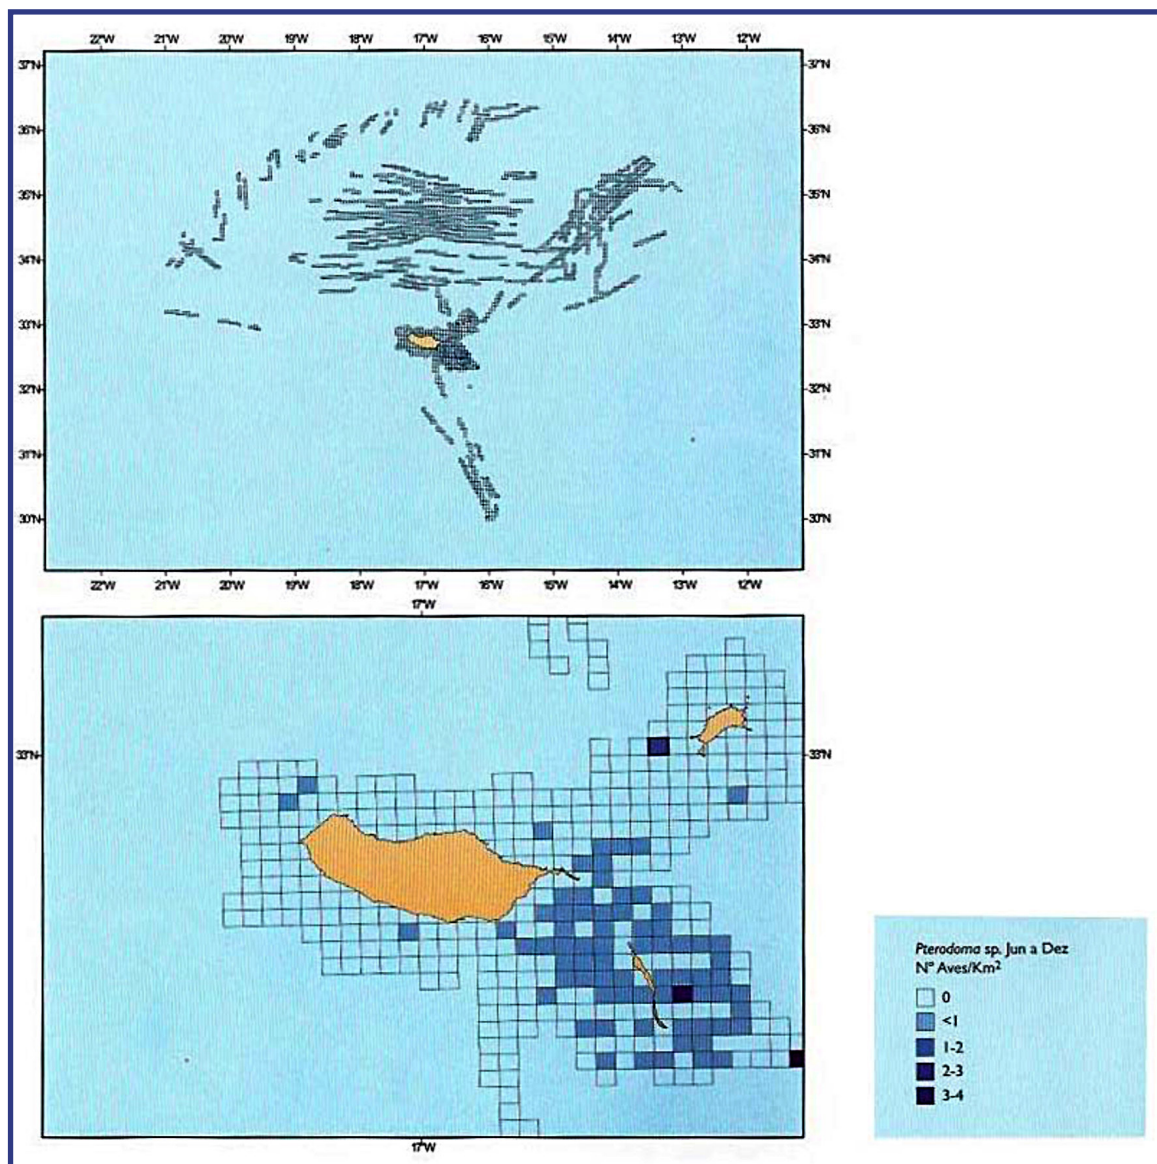 22°W 21°W 20°W 19°W 18°W 17°W 16°W 15°W 14°W 13°W 12°W
37°N 37°N
36°N 36°N
35°N 35°N
34°N 34°N
33°N 33°N
32°N 32°N
31°N 31°N
30°N 30°N
22°W 21°W 20°W 19°W 18°W 17°W 16°W 15°W 14°W 13°W 12°W
17°W
33°N 33°N
17°W
Pterodoma sp. Jun a Dez
Nº Aves/Km²
0
<1
1-2
2-3
3-4